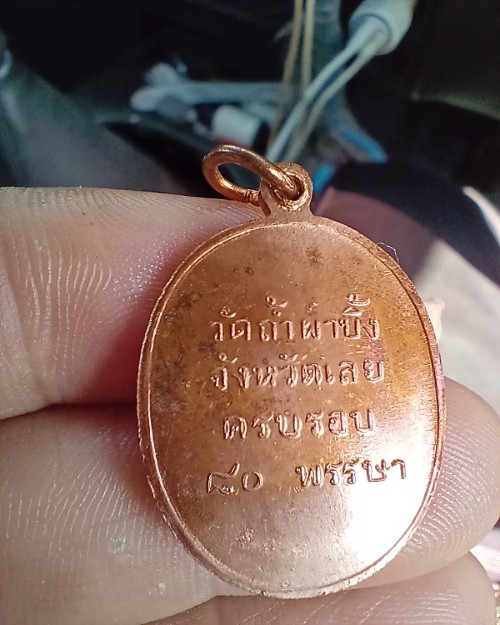 วัดถ้ำผาบิ้ง
จังหวัดเลย
ครบรอบ
๘๐ พรรษา